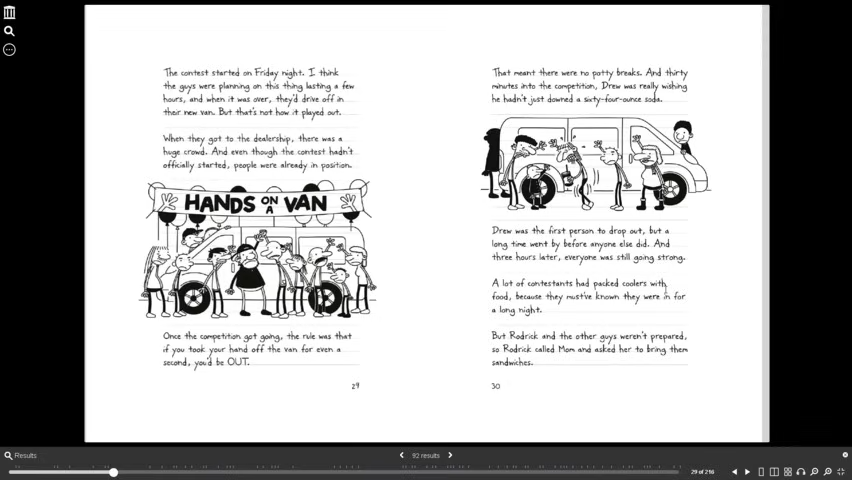 The contest started on Friday night. I think
the guys were planning on this thing lasting a few
hours, and when it was over, they'd drive off in
their new van. But that's not how it played out.
When they got to the dealership, there was a
huge crowd. And even though the contest hadn't
officially started, people were already in position.
HANDS ON A VAN
Once the competition got going, the rule was that
if you took your hand off the van for even a
second, you'd be OUT.
29
That meant there were no potty breaks. And thirty
minutes into the competition, Drew was really wishing
he hadn't just downed a sixty-four-ounce soda.
Drew was the first person to drop out, but a
long time went by before anyone else did. And
three hours later, everyone was still going strong.
A lot of contestants had packed coolers with
food, because they must've known they were in for
a long night.
But Rodrick and the other guys weren't prepared,
so Rodrick called Mom and asked her to bring them
sandwiches.
30
Results
92 results
29 of 216